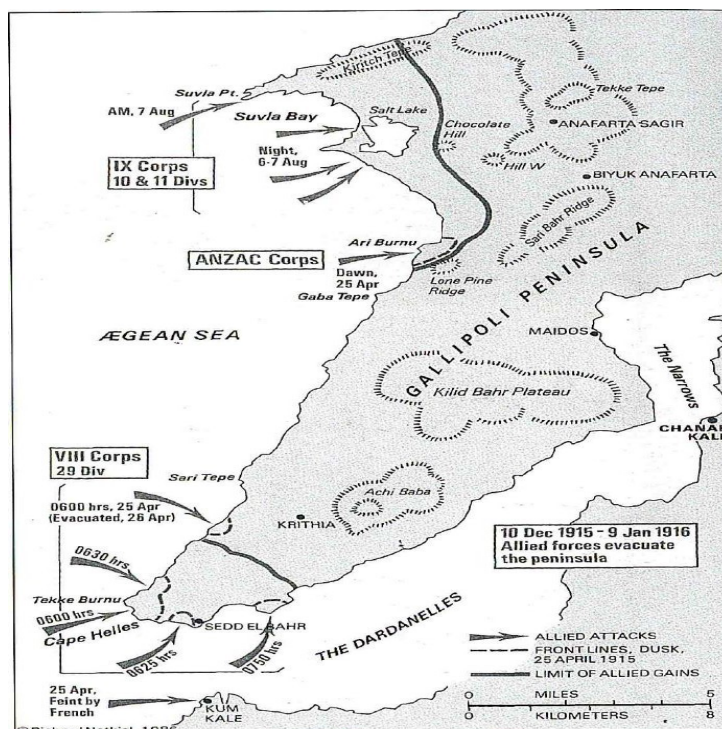 Kiritch Tepe
Suvla Pt.
Tekke Tepe
AM, 7 Aug
Suvla Bay
Salt Lake
Chocolate
Hill
ANAFARTA SAGIR
IX Corps
10 & 11 Divs
Night,
6-7 Aug
Hill W
BIYUK ANAFARTA
Sari Bahr Ridge
Ari Burnu
ANZAC Corps
Dawn,
25 Apr
Lone Pine
Ridge
Gaba Tepe
GALLIPOLI PENINSULA
ÆGEAN SEA
MAIDOS
The Narrows
Kilid Bahr Plateau
CHANAK
KALE
VIII Corps
29 Div
Sari Tepe
0600 hrs, 25 Apr
(Evacuated, 26 Apr)
Achi Baba
KRITHIA
10 Dec 1915 - 9 Jan 1916
Allied forces evacuate
the peninsula
0630 hrs
Tekke Burnu
0600 hrs
Cape Helles
SEDD EL BAHR
0625 hrs
0750 hrs
THE DARDANELLES
ALLIED ATTACKS
FRONT LINES, DUSK,
25 APRIL 1915
LIMIT OF ALLIED GAINS
25 Apr,
Feint by
French
KUM
KALE
0 MILES 5
0 KILOMETERS 8